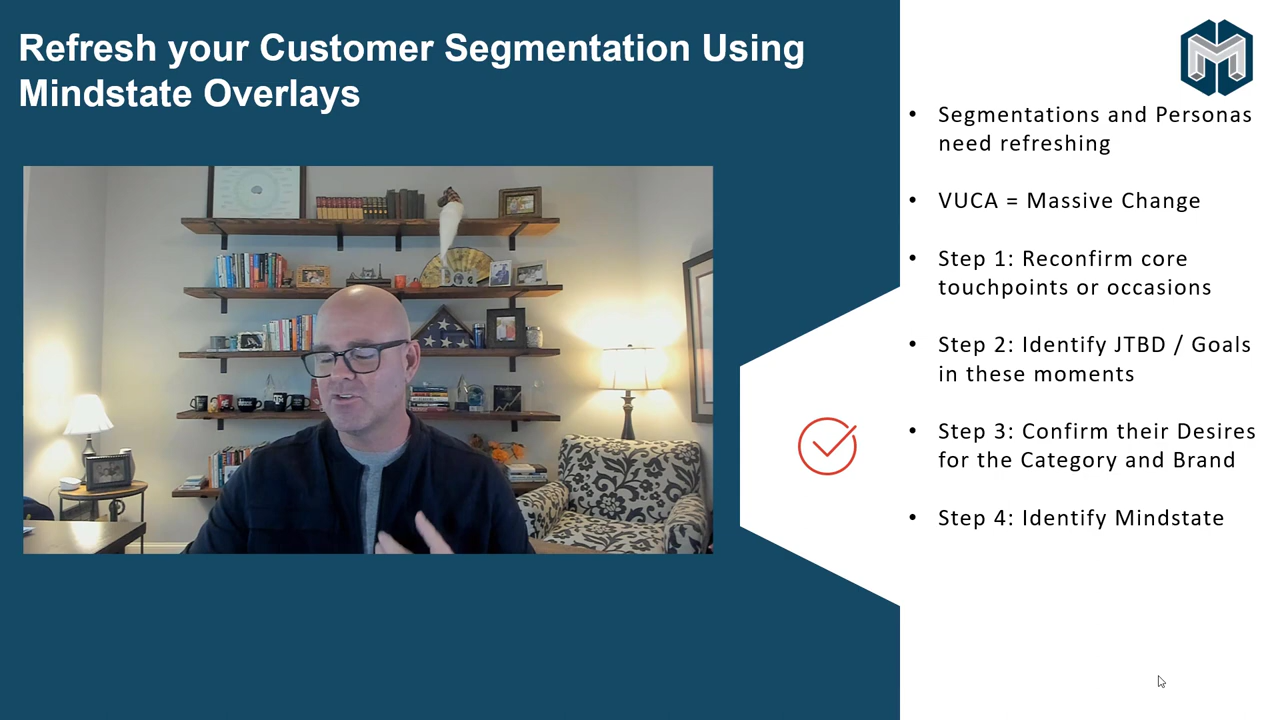 Refresh your Customer Segmentation Using
Mindstate Overlays
• Segmentations and Personas
need refreshing
• VUCA = Massive Change
• Step 1: Reconfirm core
touchpoints or occasions
• Step 2: Identify JTBD / Goals
in these moments
• Step 3: Confirm their Desires
for the Category and Brand
• Step 4: Identify Mindstate